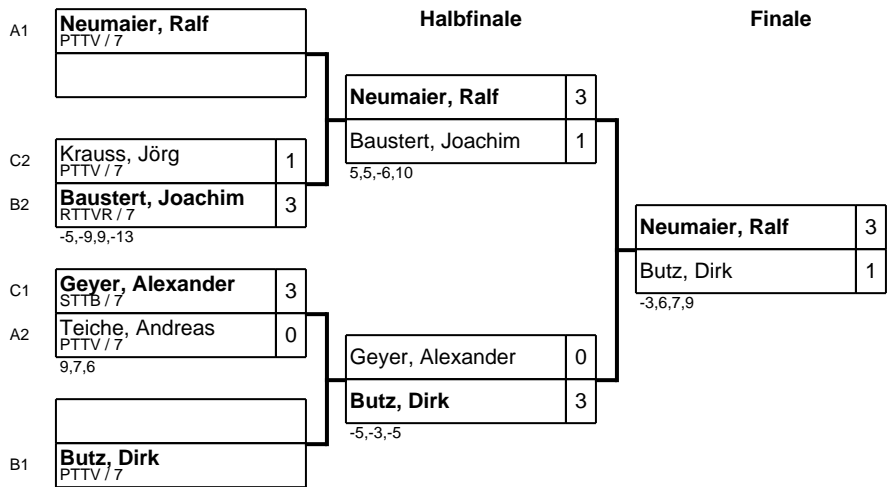 Halbfinale
Finale
A1
Neumaier, Ralf
PTTV / 7
C2
Krauss, Jörg
PTTV / 7
1
B2
Baustert, Joachim
RTTVR / 7
3
-5,-9,9,-13
C1
Geyer, Alexander
STTB / 7
3
A2
Teiche, Andreas
PTTV / 7
0
9,7,6
B1
Butz, Dirk
PTTV / 7
Neumaier, Ralf 3
Baustert, Joachim 1
5,5,-6,10
Geyer, Alexander 0
Butz, Dirk 3
-5,-3,-5
Neumaier, Ralf 3
Butz, Dirk 1
-3,6,7,9